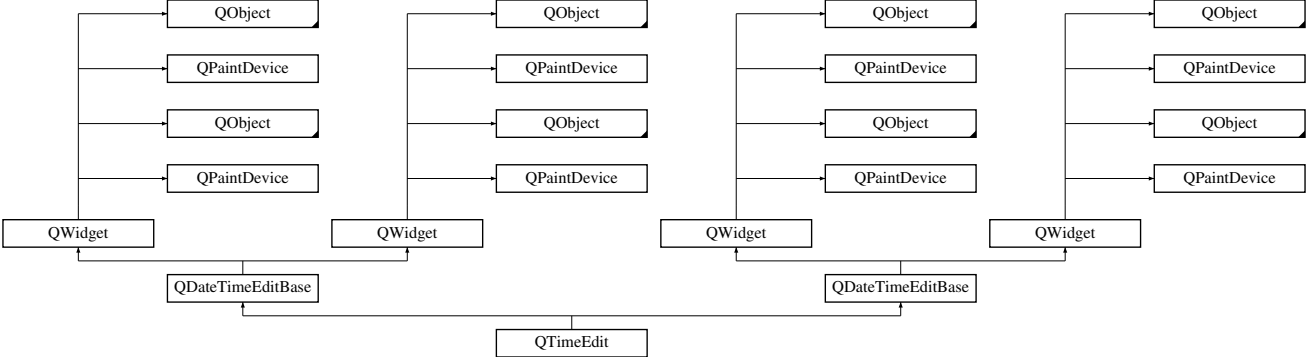 QObject QObject QObject QObject
QPaintDevice QPaintDevice QPaintDevice QPaintDevice
QObject QObject QObject QObject
QPaintDevice QPaintDevice QPaintDevice QPaintDevice
QWidget QWidget QWidget QWidget
QDateTimeEditBase QDateTimeEditBase
QTimeEdit